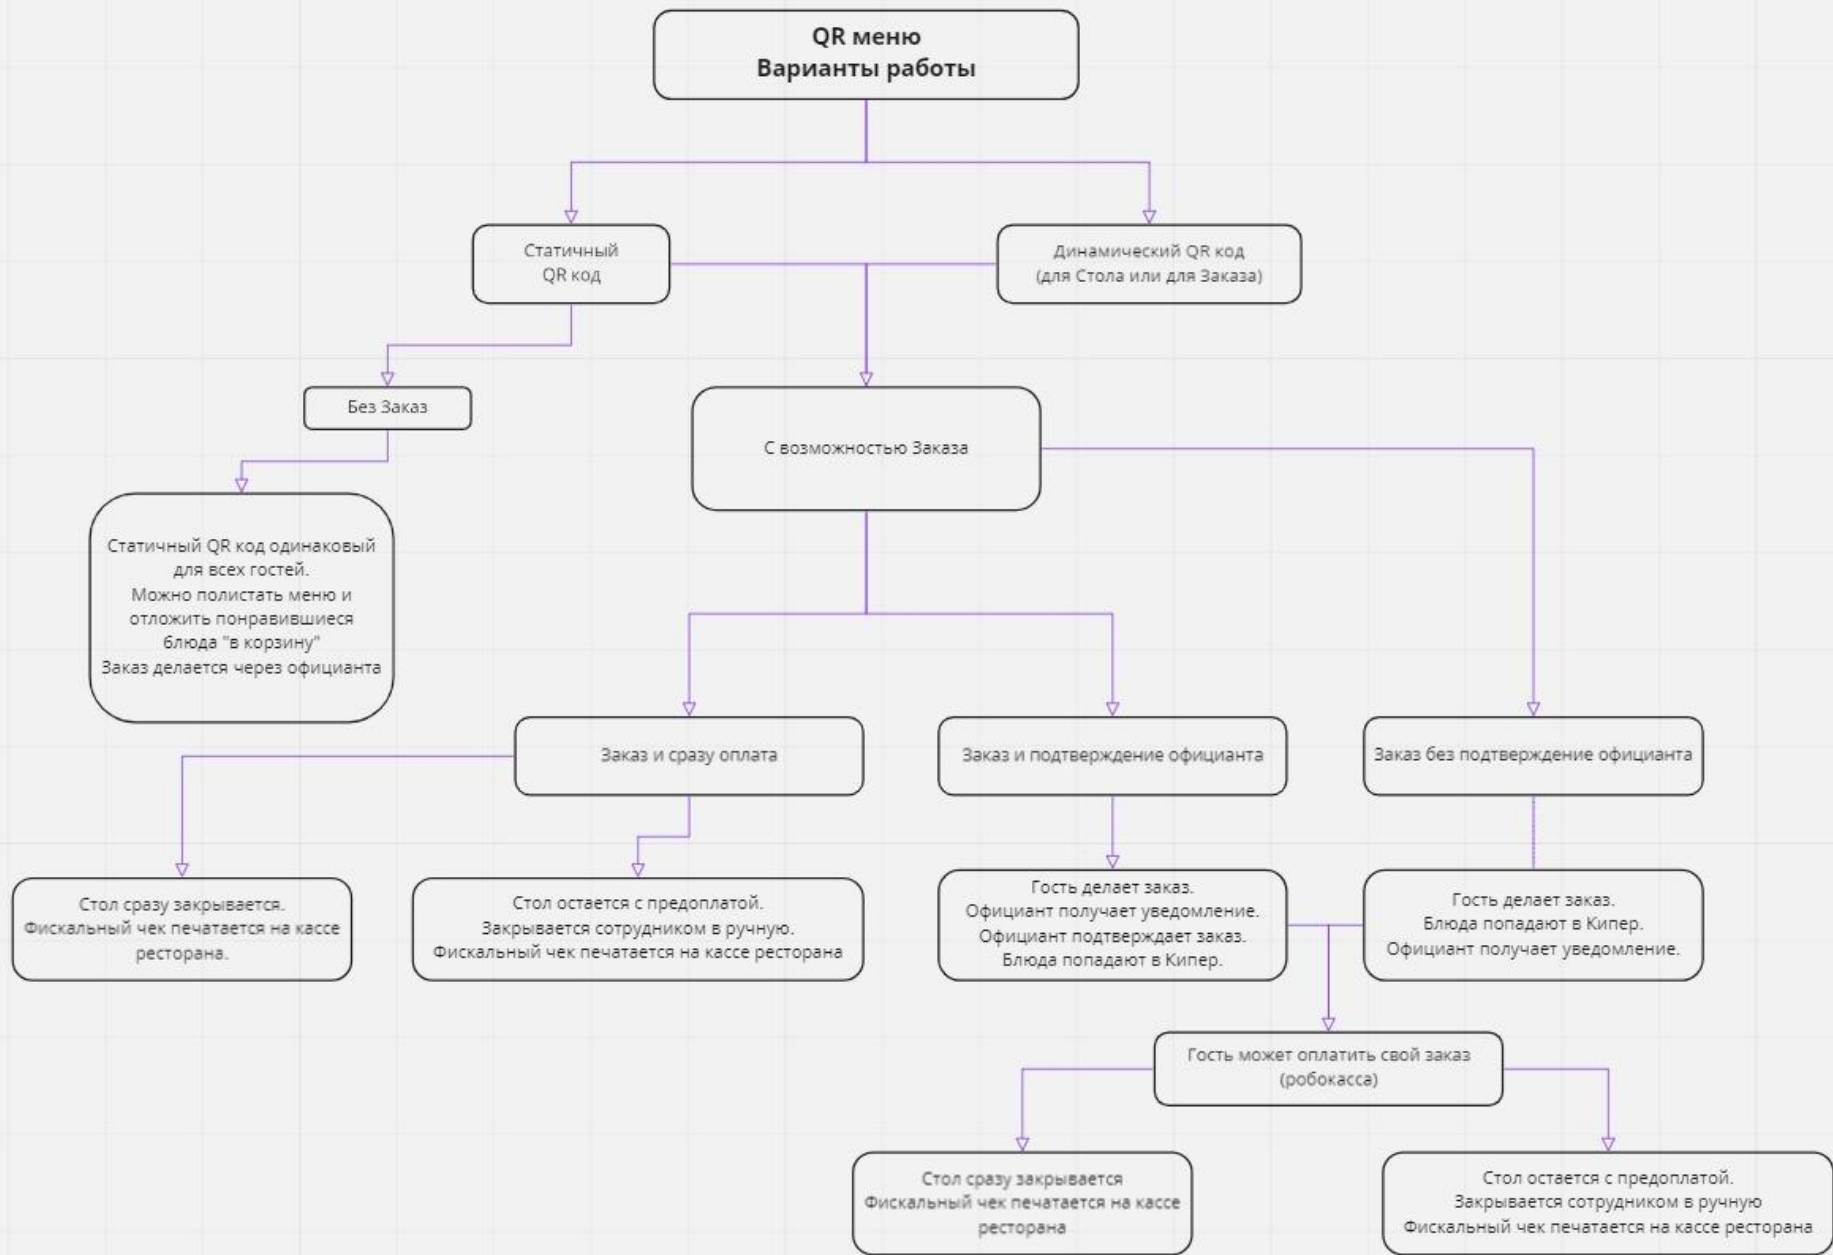 QR меню
Варианты работы
Статичный
QR код
Динамический QR код
(для Стола или для Заказа)
Без Заказ
С возможностью Заказа
Статичный QR код одинаковый
для всех гостей.
Можно полистать меню и
отложить понравившиеся
блюда "в корзину"
Заказ делается через официанта
Заказ и сразу оплата
Заказ и подтверждение официанта
Заказ без подтверждение официанта
Стол сразу закрывается.
Фискальный чек печатается на кассе
ресторана.
Стол остается с предоплатой.
Закрывается сотрудником в ручную.
Фискальный чек печатается на кассе ресторана
Гость делает заказ.
Официант получает уведомление.
Официант подтверждает заказ.
Блюда попадают в Кипер.
Гость делает заказ.
Блюда попадают в Кипер.
Официант получает уведомление.
Гость может оплатить свой заказ
(робокасса)
Стол сразу закрывается
Фискальный чек печатается на кассе
ресторана
Стол остается с предоплатой.
Закрывается сотрудником в ручную
Фискальный чек печатается на кассе ресторана